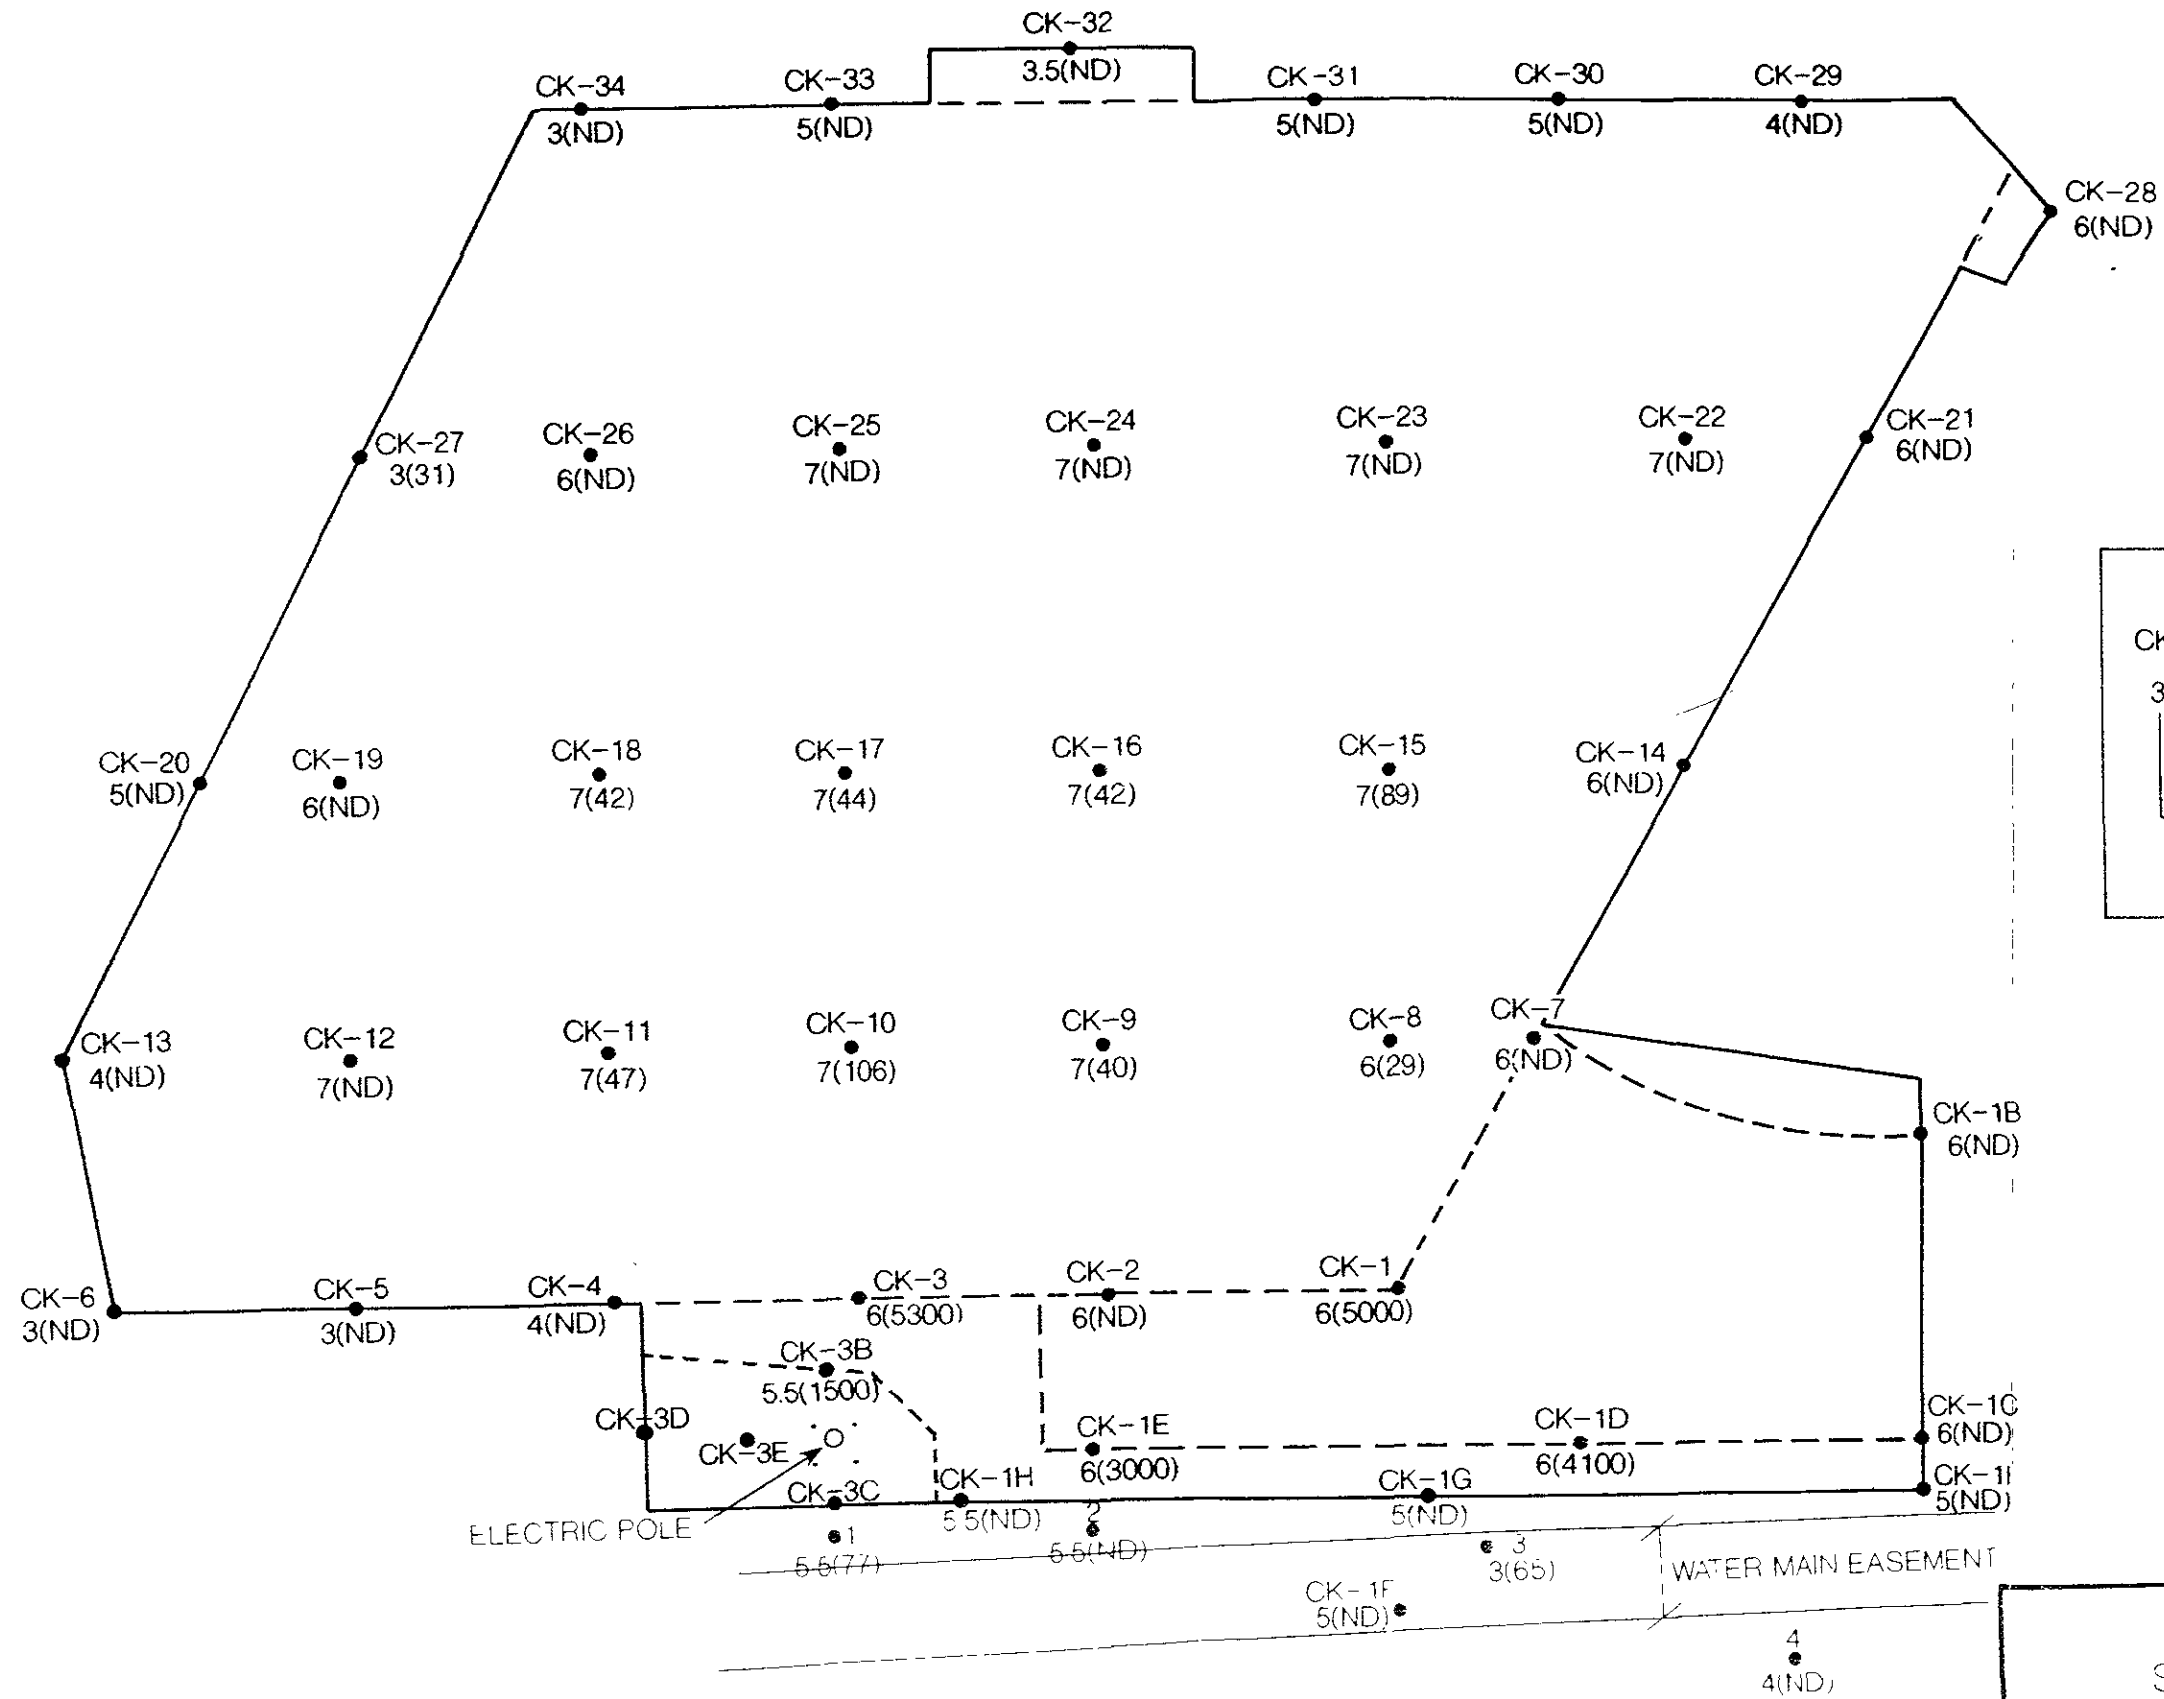 CK-32
3.5(ND)
CK-34
3(ND)
CK-33
5(ND)
CK-31
5(ND)
CK-30
5(ND)
CK-29
4(ND)
CK-28
6(ND)
CK-27
3(31)
CK-26
6(ND)
CK-25
7(ND)
CK-24
7(ND)
CK-23
7(ND)
CK-22
7(ND)
CK-21
6(ND)
CK-20
5(ND)
CK-19
6(ND)
CK-18
7(42)
CK-17
7(44)
CK-16
7(42)
CK-15
7(89)
CK-14
6(ND)
CK
3
CK-13
4(ND)
CK-12
7(ND)
CK-11
7(47)
CK-10
7(106)
CK-9
7(40)
CK-8
6(29)
CK-7
6(ND)
CK-1B
6(ND)
CK-6
3(ND)
CK-5
3(ND)
CK-4
4(ND)
CK-3
6(5300)
CK-2
6(ND)
CK-1
6(5000)
CK-3B
5.5(1500)
CK-3D
CK-3E
CK-1E
6(3000)
CK-1D
6(4100)
CK-1C
6(ND)
CK-3C
CK-1H
5.5(ND)
CK-1G
5(ND)
CK-1I
5(ND)
ELECTRIC POLE
1
5.5(77)
2
5.5(ND)
3
3(65)
WATER MAIN EASEMENT
CK-1F
5(ND)
4
4(ND)
S